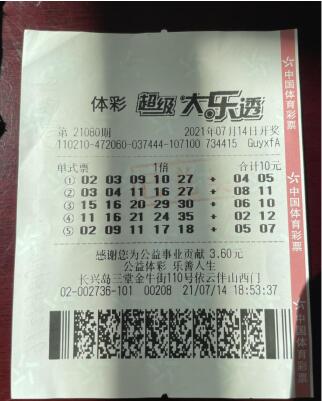 体彩 超级大乐透
第 21080期 2021年07月14日开奖
110210-472060-037444-107100 734415 GuyxfA
单式票 1倍 合计10元
① 02 03 09 10 27 + 04 05
② 03 04 11 16 27 + 08 11
③ 15 16 20 29 30 + 06 10
④ 11 16 21 24 35 + 02 12
⑤ 02 09 11 17 18 + 05 07
感谢您为公益事业贡献 3.60元
公益体彩 乐善人生
长兴岛三堂金牛街110号依云伴山西门
02-002736-101 00208 21/07/14 18:53:37
中国体育彩票
中国体育彩票
中国体育彩票